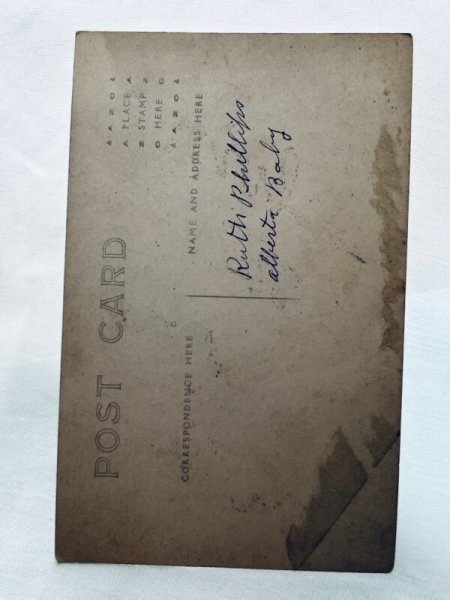 POST CARD
▲ A Z O ▲
A PLACE A
Z STAMP Z
O HERE O
▲ A Z O ▲
CORRESPONDENCE HERE
NAME AND ADDRESS HERE
Ruth Phillips
Alberta Baby